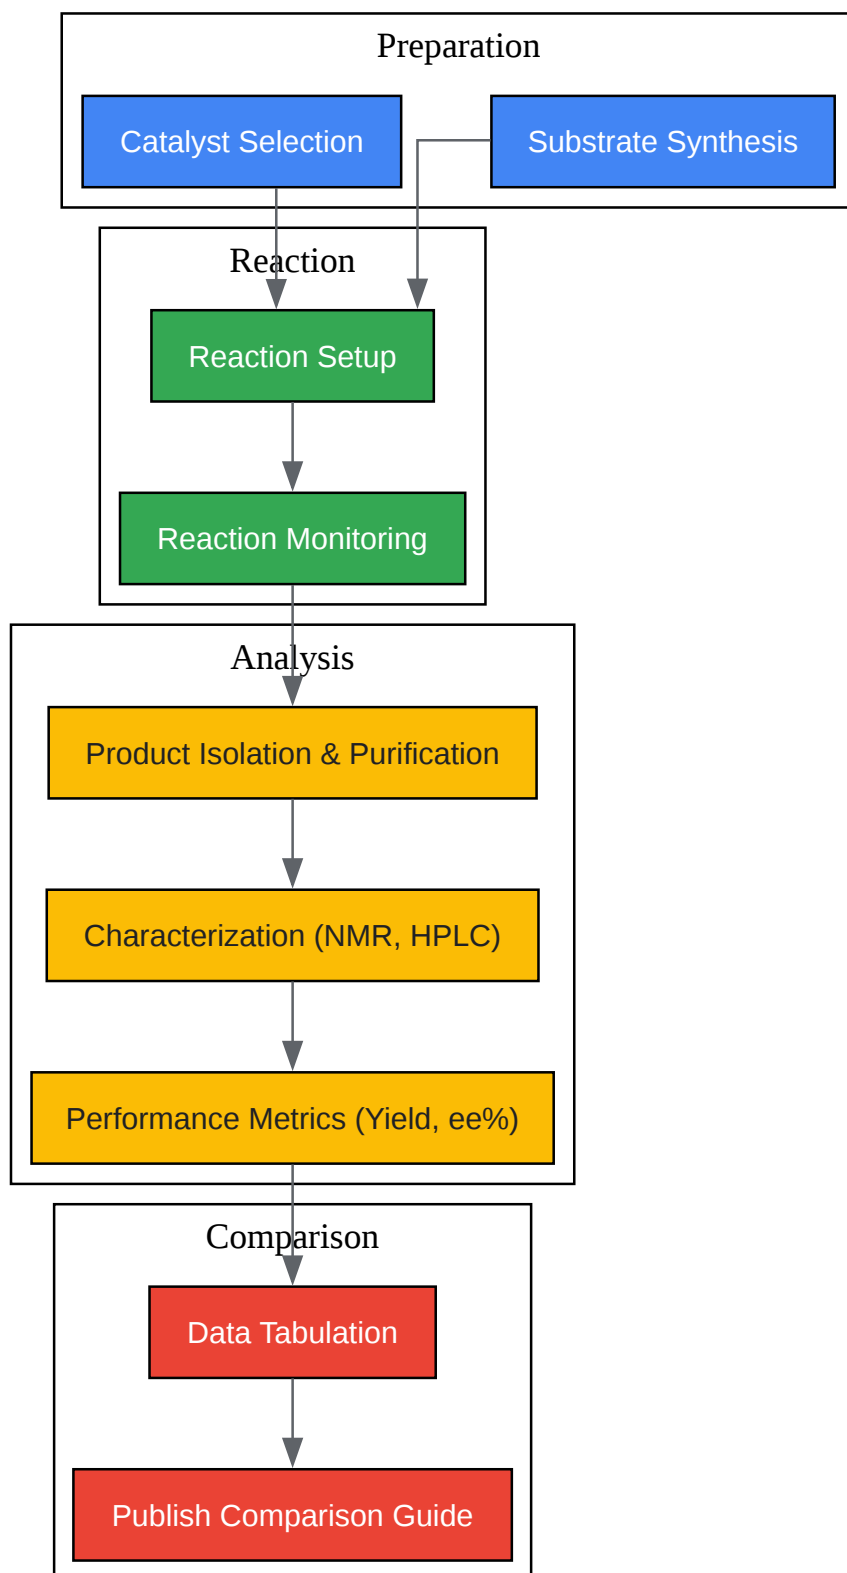 Preparation
Catalyst Selection
Substrate Synthesis
Reaction
Reaction Setup
Reaction Monitoring
Analysis
Product Isolation & Purification
Characterization (NMR, HPLC)
Performance Metrics (Yield, ee%)
Comparison
Data Tabulation
Publish Comparison Guide